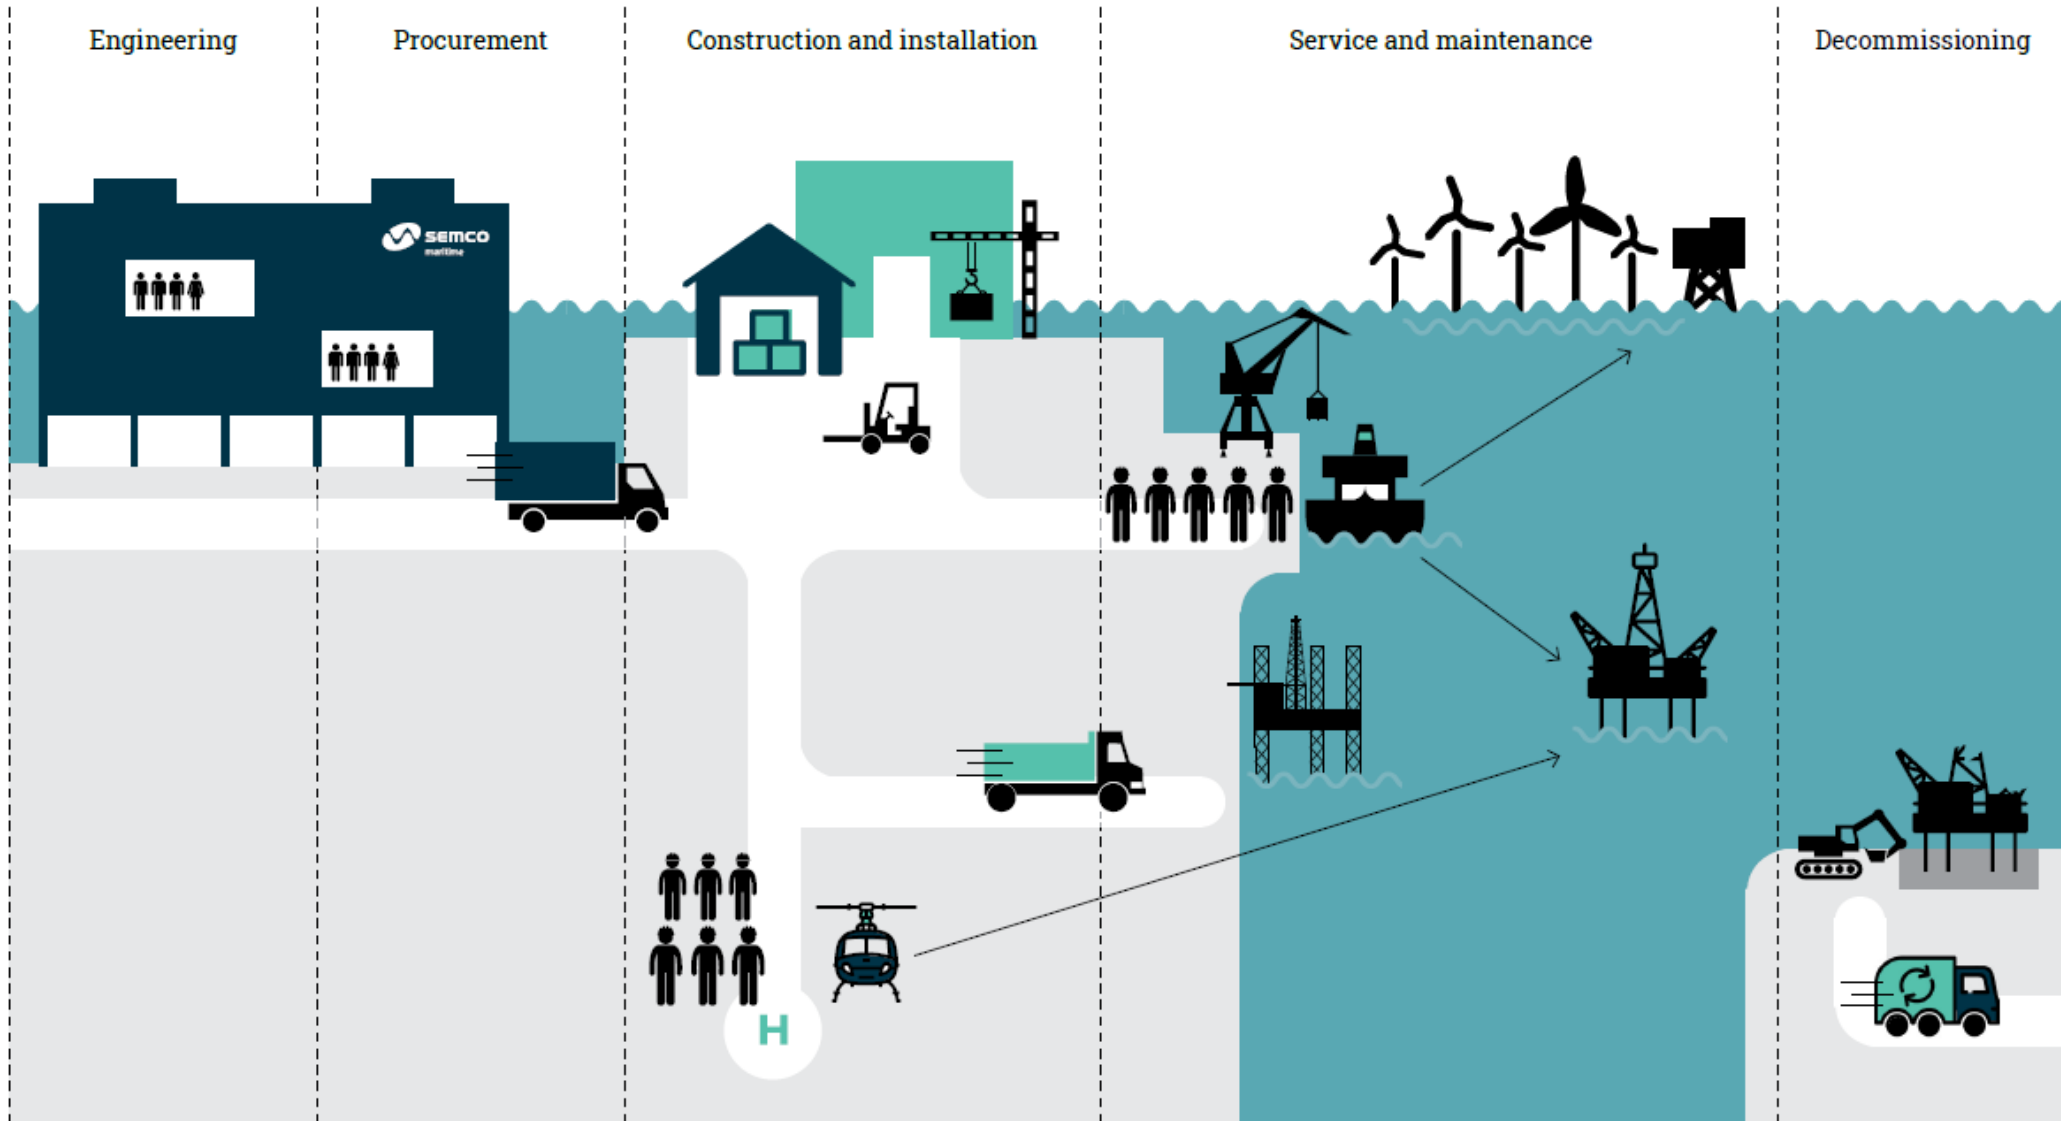 Engineering
Procurement
Construction and installation
Service and maintenance
Decommissioning
SEMCO
maritime
H